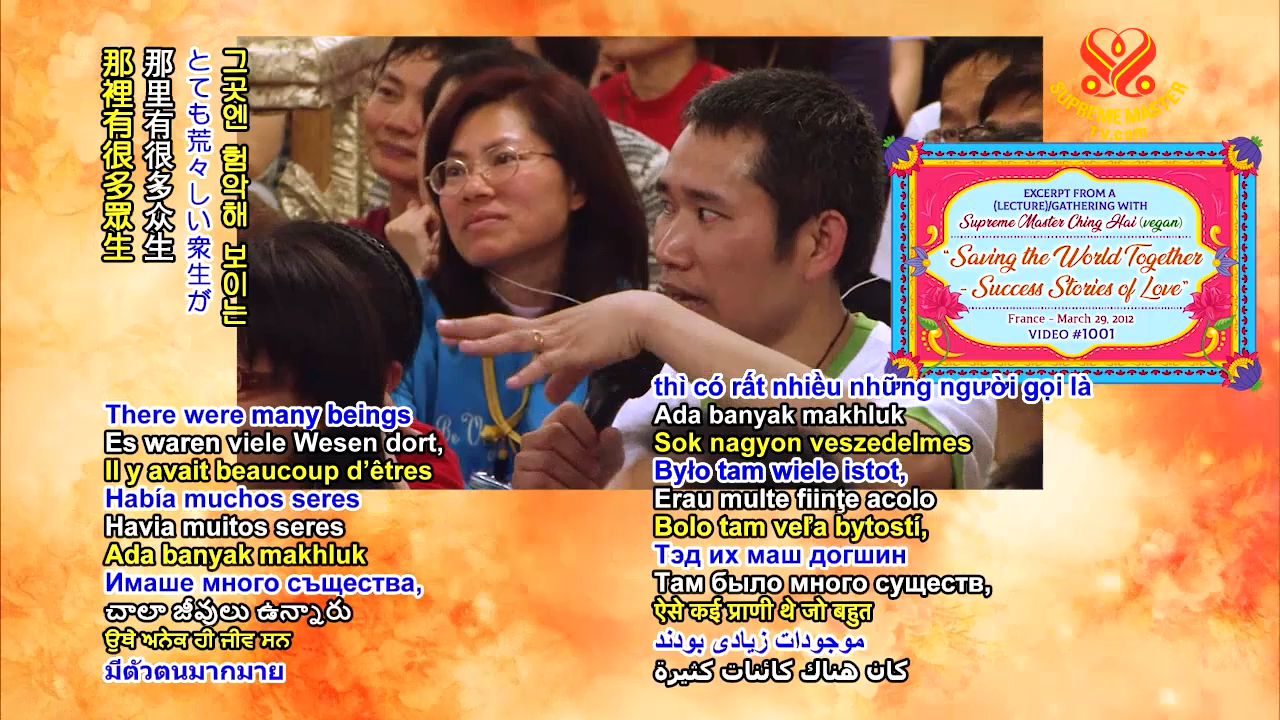 그곳엔 험악해 보이는
とても荒々しい衆生が
那里有很多众生
那裡有很多眾生
SUPREME MASTER
TV.com
EXCERPT FROM A
(LECTURE)/GATHERING WITH
Supreme Master Ching Hai (vegan)
"Saving the World Together
- Success Stories of Love"
France – March 29, 2012
VIDEO #1001
There were many beings
Es waren viele Wesen dort,
Il y avait beaucoup d'êtres
Había muchos seres
Havia muitos seres
Ada banyak makhluk
Имаше много същества,
చాలా జీవులు ఉన్నారు
ਉਥੇ ਅਨੇਕ ਹੀ ਜੀਵ ਸਨ
มีตัวตนมากมาย
thì có rất nhiều những người gọi là
Ada banyak makhluk
Sok nagyon veszedelmes
Było tam wiele istot,
Erau multe fiinţe acolo
Bolo tam veľa bytostí,
Тэд их маш догшин
Там было много существ,
ऐसे कई प्राणी थे जो बहुत
موجودات زیادی بودند
كان هناك كائنات كثيرة